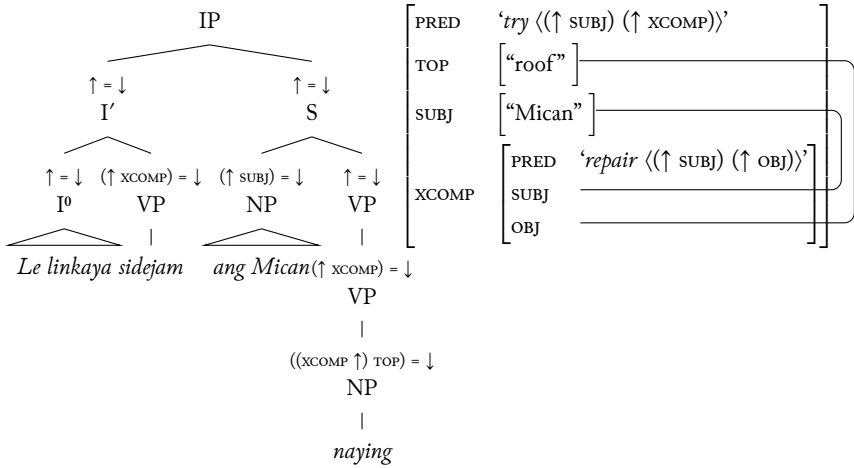 IP
↑ = ↓ ↑ = ↓
I′ S
↑ = ↓ (↑ XCOMP) = ↓ (↑ SUBJ) = ↓ ↑ = ↓
I⁰ VP NP VP
Le linkaya sidejam ang Mican (↑ XCOMP) = ↓
VP
((XCOMP ↑) TOP) = ↓
NP
naying
PRED ‘try ⟨(↑ SUBJ) (↑ XCOMP)⟩’
TOP [“roof”]
SUBJ [“Mican”]
XCOMP
PRED ‘repair ⟨(↑ SUBJ) (↑ OBJ)⟩’
SUBJ
OBJ